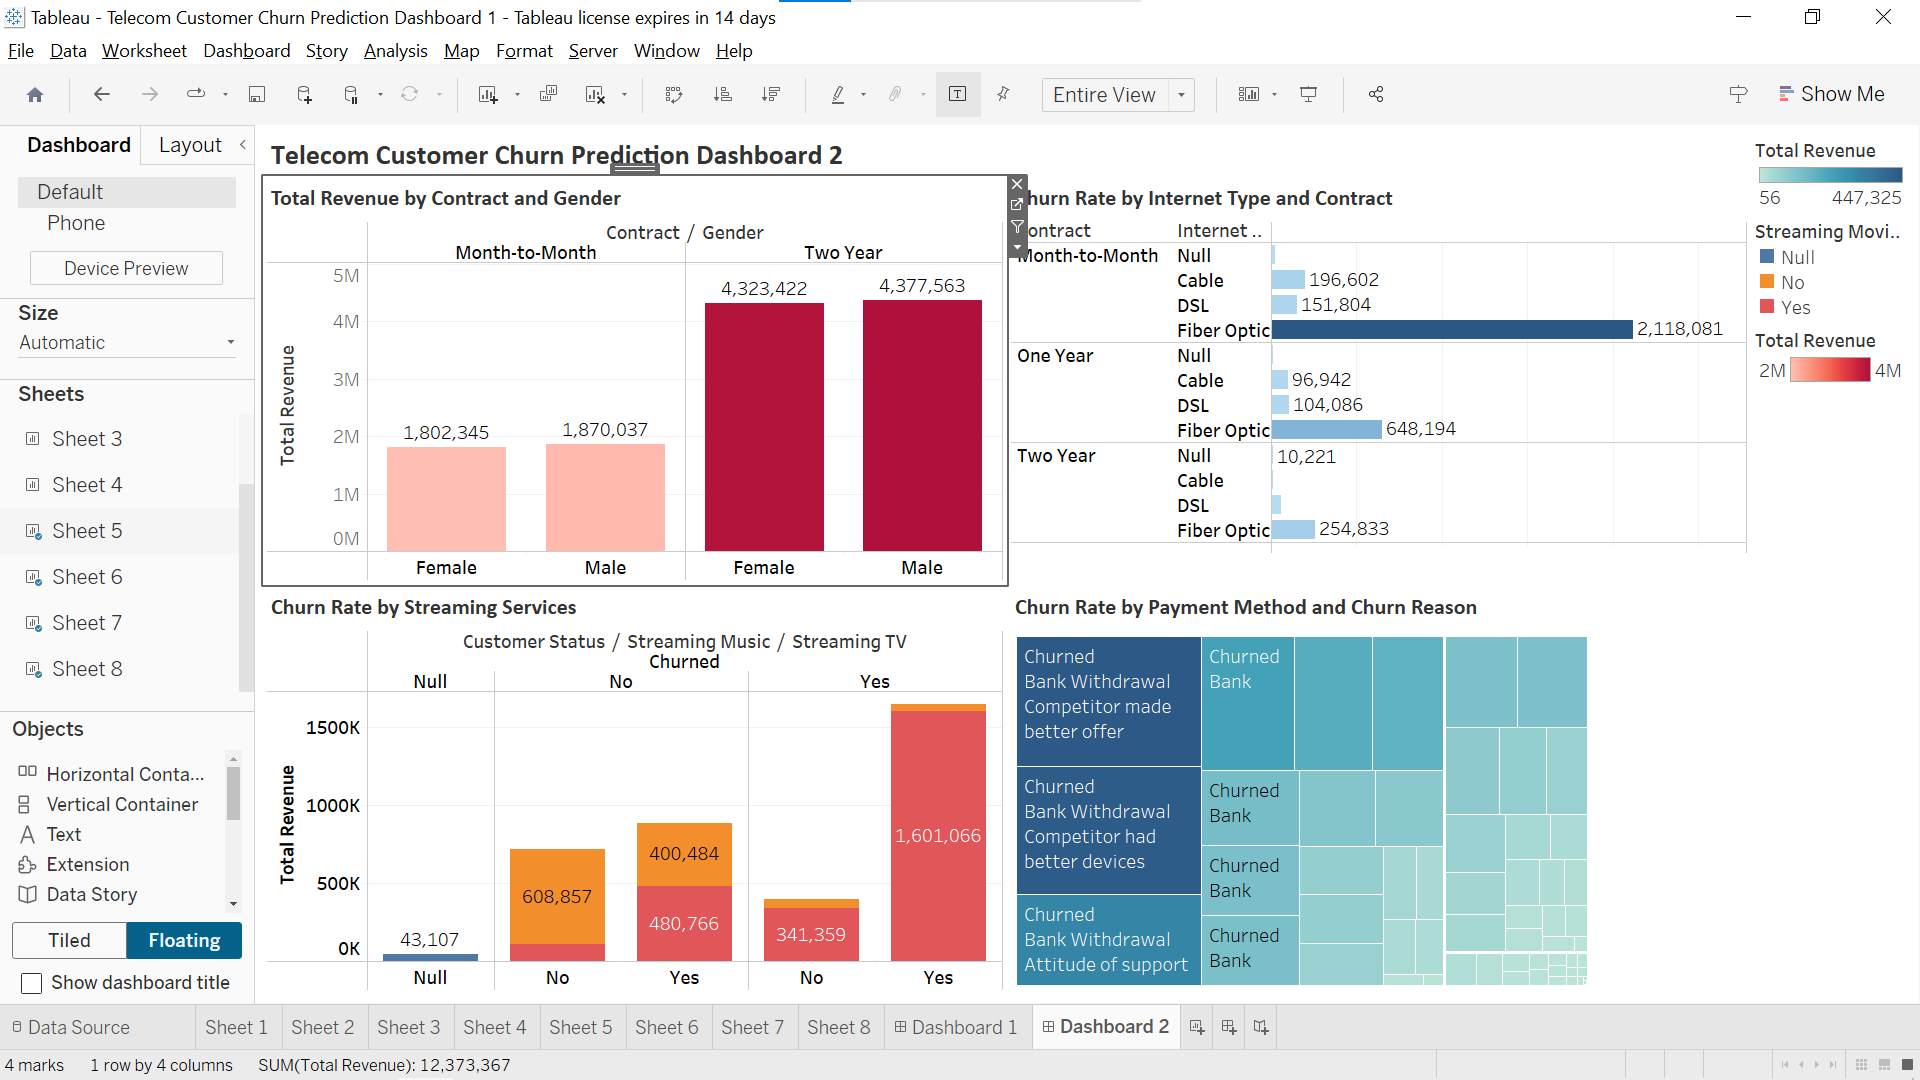 Tableau - Telecom Customer Churn Prediction Dashboard 1 - Tableau license expires in 14 days
File Data Worksheet Dashboard Story Analysis Map Format Server Window Help
Entire View
Show Me
Dashboard Layout
Default
Phone
Device Preview
Size
Automatic
Sheets
Sheet 3
Sheet 4
Sheet 5
Sheet 6
Sheet 7
Sheet 8
Objects
Horizontal Conta...
Vertical Container
Text
Extension
Data Story
Tiled Floating
Show dashboard title
Telecom Customer Churn Prediction Dashboard 2
Total Revenue by Contract and Gender
Contract / Gender
Month-to-Month Two Year
Total Revenue
5M
4M
3M
2M
1M
0M
1,802,345 1,870,037 4,323,422 4,377,563
Female Male Female Male
hurn Rate by Internet Type and Contract
ontract Internet ..
Month-to-Month Null
Cable 196,602
DSL 151,804
Fiber Optic 2,118,081
One Year Null
Cable 96,942
DSL 104,086
Fiber Optic 648,194
Two Year Null 10,221
Cable
DSL
Fiber Optic 254,833
Total Revenue
56 447,325
Streaming Movi..
Null
No
Yes
Total Revenue
2M 4M
Churn Rate by Streaming Services
Customer Status / Streaming Music / Streaming TV
Churned
Null No Yes
Total Revenue
1500K
1000K
500K
0K
43,107 608,857 400,484 480,766 341,359 1,601,066
Null No Yes No Yes
Churn Rate by Payment Method and Churn Reason
Churned
Bank Withdrawal
Competitor made
better offer
Churned
Bank Withdrawal
Competitor had
better devices
Churned
Bank Withdrawal
Attitude of support
Churned
Bank
Churned
Bank
Churned
Bank
Churned
Bank
Data Source Sheet 1 Sheet 2 Sheet 3 Sheet 4 Sheet 5 Sheet 6 Sheet 7 Sheet 8 Dashboard 1 Dashboard 2
4 marks 1 row by 4 columns SUM(Total Revenue): 12,373,367